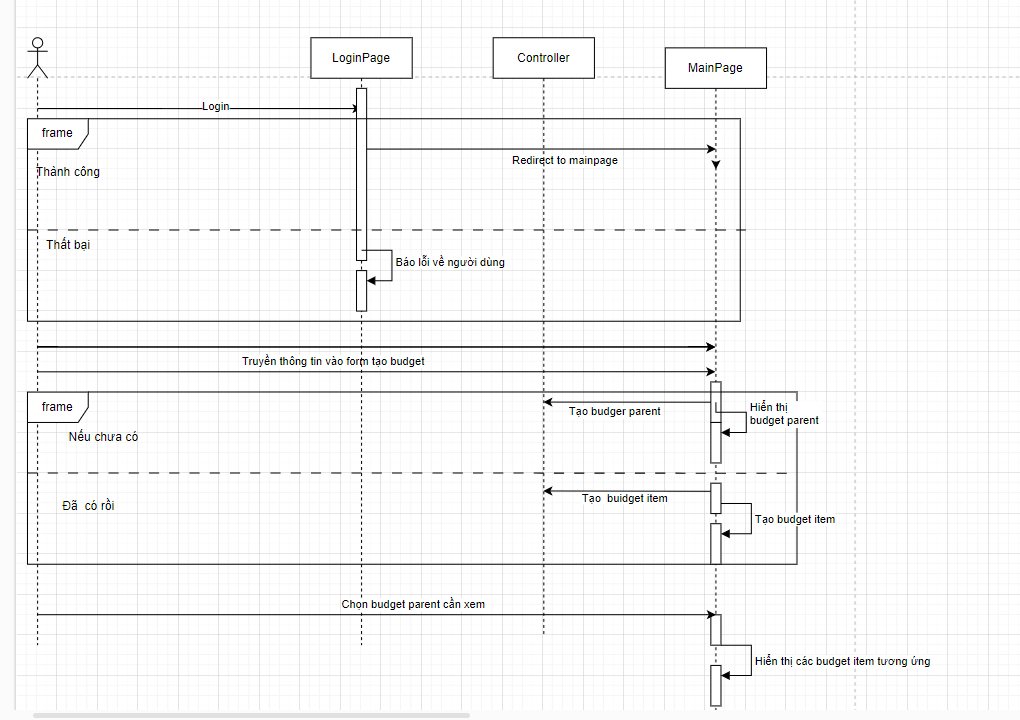 LoginPage
Controller
MainPage
Login
frame
Redirect to mainpage
Thành công
Thất bại
Báo lỗi về người dùng
Truyền thông tin vào form tạo budget
frame
Tạo budger parent
Hiển thị
budget parent
Nếu chưa có
Tạo buidget item
Đã có rồi
Tạo budget item
Chọn budget parent cần xem
Hiển thị các budget item tương ứng